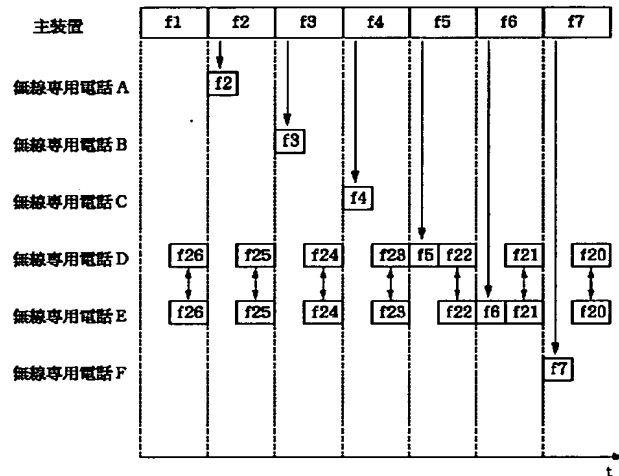 主装置 f1 f2 f3 f4 f5 f6 f7
無線専用電話A f2
無線専用電話B f3
無線専用電話C f4
無線専用電話D f26 f25 f24 f23 f5 f22 f21 f20
無線専用電話E f26 f25 f24 f23 f22 f6 f21 f20
無線専用電話F f7
t